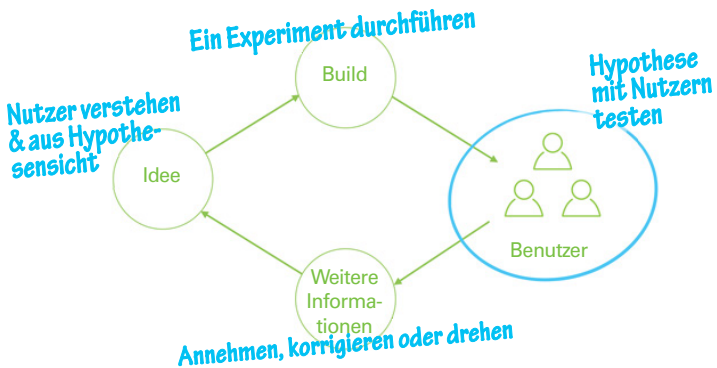 Ein Experiment durchführen
Build
Hypothese
mit Nutzern
testen
Nutzer verstehen
& aus Hypothe-
sensicht
Idee
Benutzer
Weitere
Informa-
tionen
Annehmen, korrigieren oder drehen